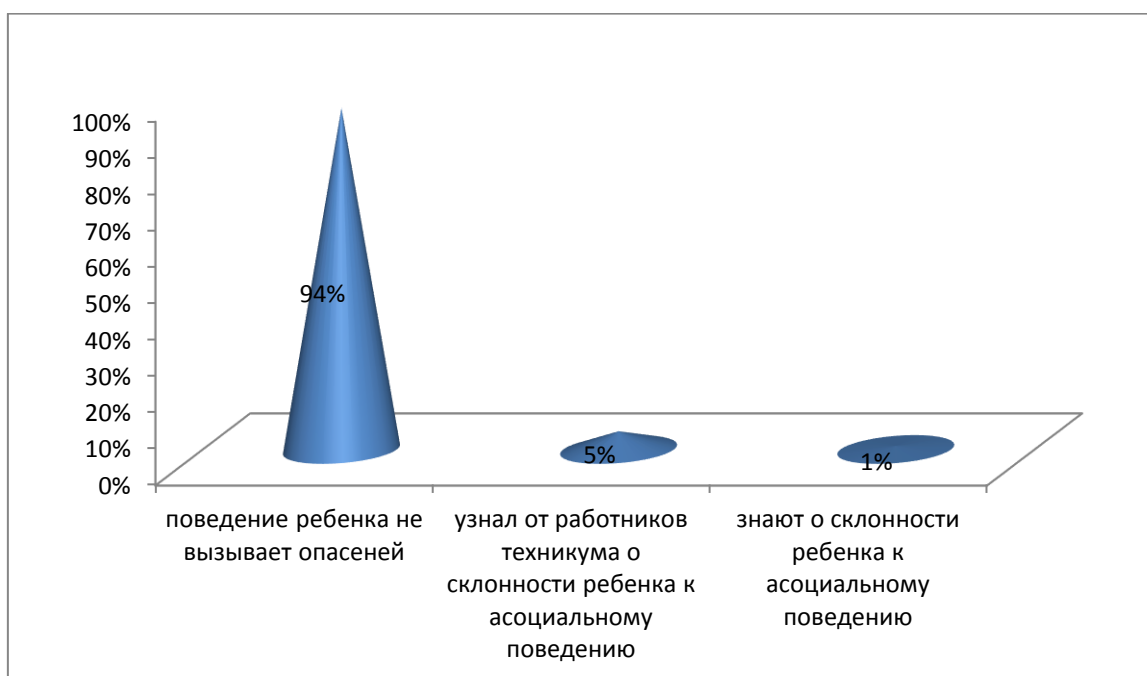 100%
90%
80%
70%
60%
50%
40%
30%
20%
10%
0%
94%
5%
1%
поведение ребенка не
вызывает опасеней
узнал от работников
техникума о
склонности ребенка к
асоциальному
поведению
знают о склонности
ребенка к
асоциальному
поведению